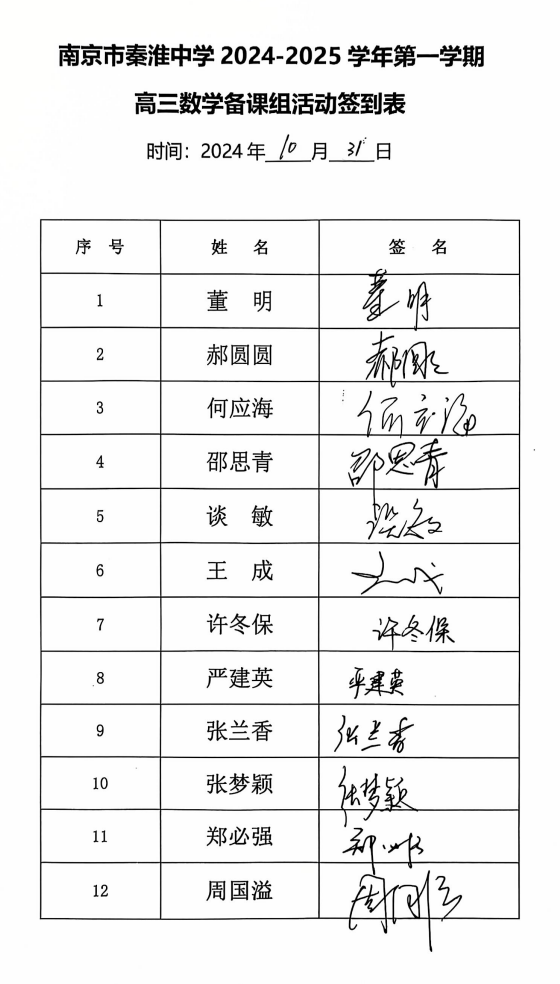 南京市秦淮中学 2024-2025 学年第一学期
高三数学备课组活动签到表
时间：2024 年 10 月 31 日
序 号 姓 名 签 名
1 董 明 董明
2 郝圆圆 郝圆圆
3 何应海 何应海
4 邵思青 邵思青
5 谈 敏 谈敏
6 王 成 王成
7 许冬保 许冬保
8 严建英 严建英
9 张兰香 张兰香
10 张梦颖 张梦颖
11 郑必强 郑必强
12 周国溢 周国溢